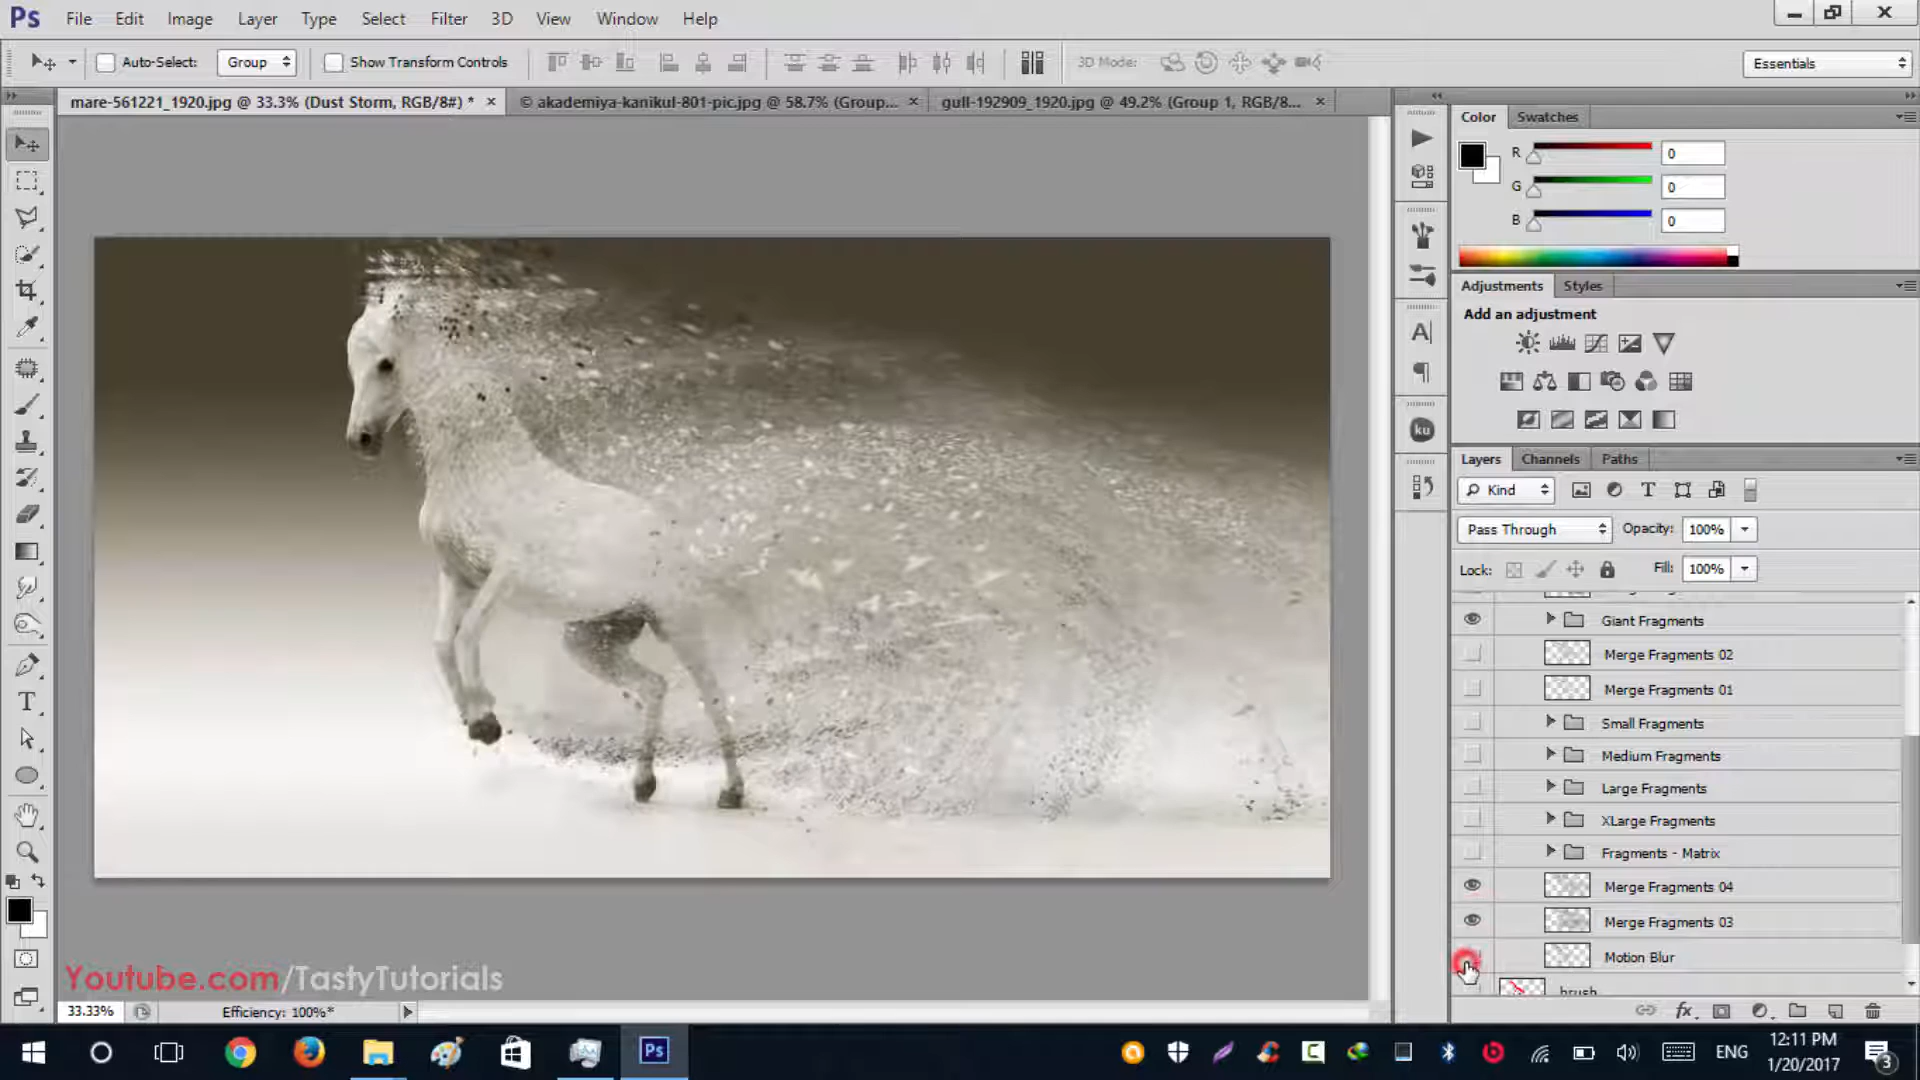 Ps File Edit Image Layer Type Select Filter 3D View Window Help
Auto-Select: Group Show Transform Controls 3D Mode: Essentials
mare-561221_1920.jpg @ 33.3% (Dust Storm, RGB/8#) * × © akademiya-kanikul-801-pic.jpg @ 58.7% (Group... × gull-192909_1920.jpg @ 49.2% (Group 1, RGB/8... ×
Color Swatches
R 0
G 0
B 0
Adjustments Styles
Add an adjustment
A
ku
Layers Channels Paths
Kind T
Pass Through Opacity: 100%
Lock: Fill: 100%
Giant Fragments
Merge Fragments 02
Merge Fragments 01
Small Fragments
Medium Fragments
Large Fragments
XLarge Fragments
Fragments - Matrix
Merge Fragments 04
Merge Fragments 03
Motion Blur
brush
fx
T
Youtube.com/TastyTutorials
33.33% Efficiency: 100%*
Ps ENG 12:11 PM
1/20/2017
3